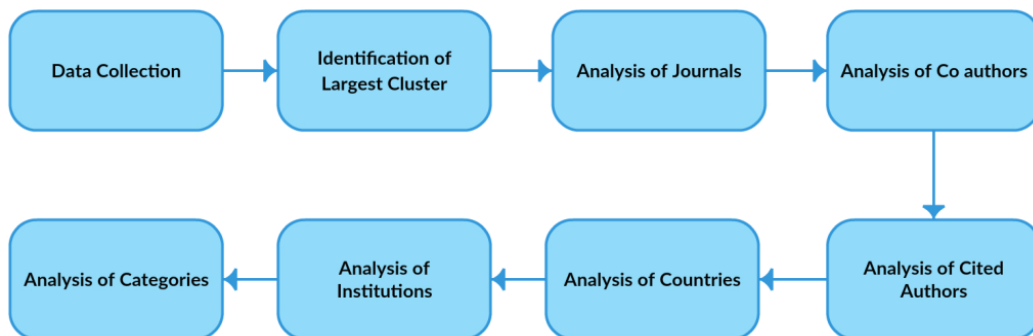 Data Collection
Identification of
Largest Cluster
Analysis of Journals
Analysis of Co authors
Analysis of Cited
Authors
Analysis of Countries
Analysis of
Institutions
Analysis of Categories